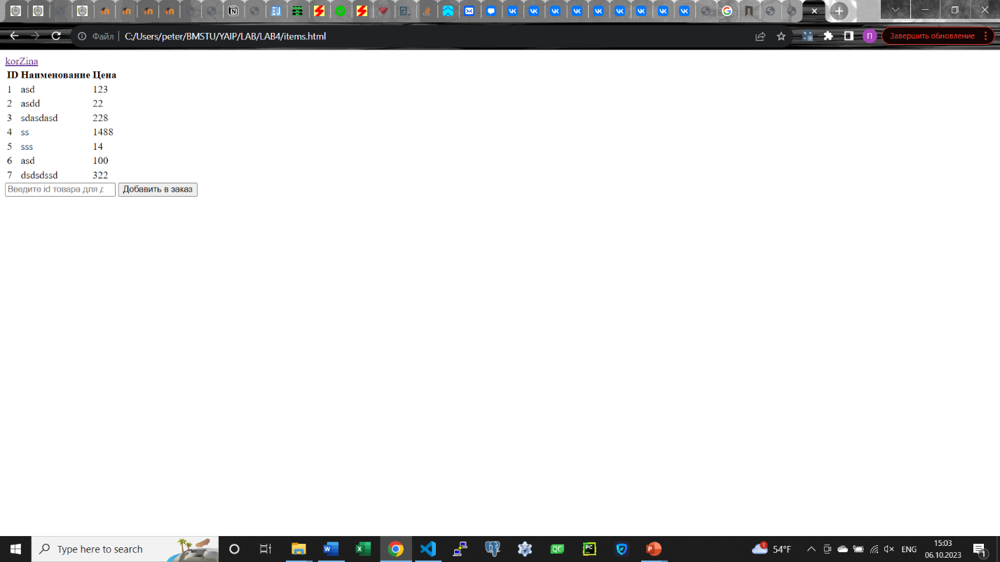 Файл | C:/Users/peter/BMSTU/YAIP/LAB/LAB4/items.html
Завершить обновление
korZina
ID Наименование Цена
1 asd 123
2 asdd 22
3 sdasdasd 228
4 ss 1488
5 sss 14
6 asd 100
7 dsdsdssd 322
Введите id товара для Добавить в заказ
Type here to search
54°F
ENG
15:03
06.10.2023